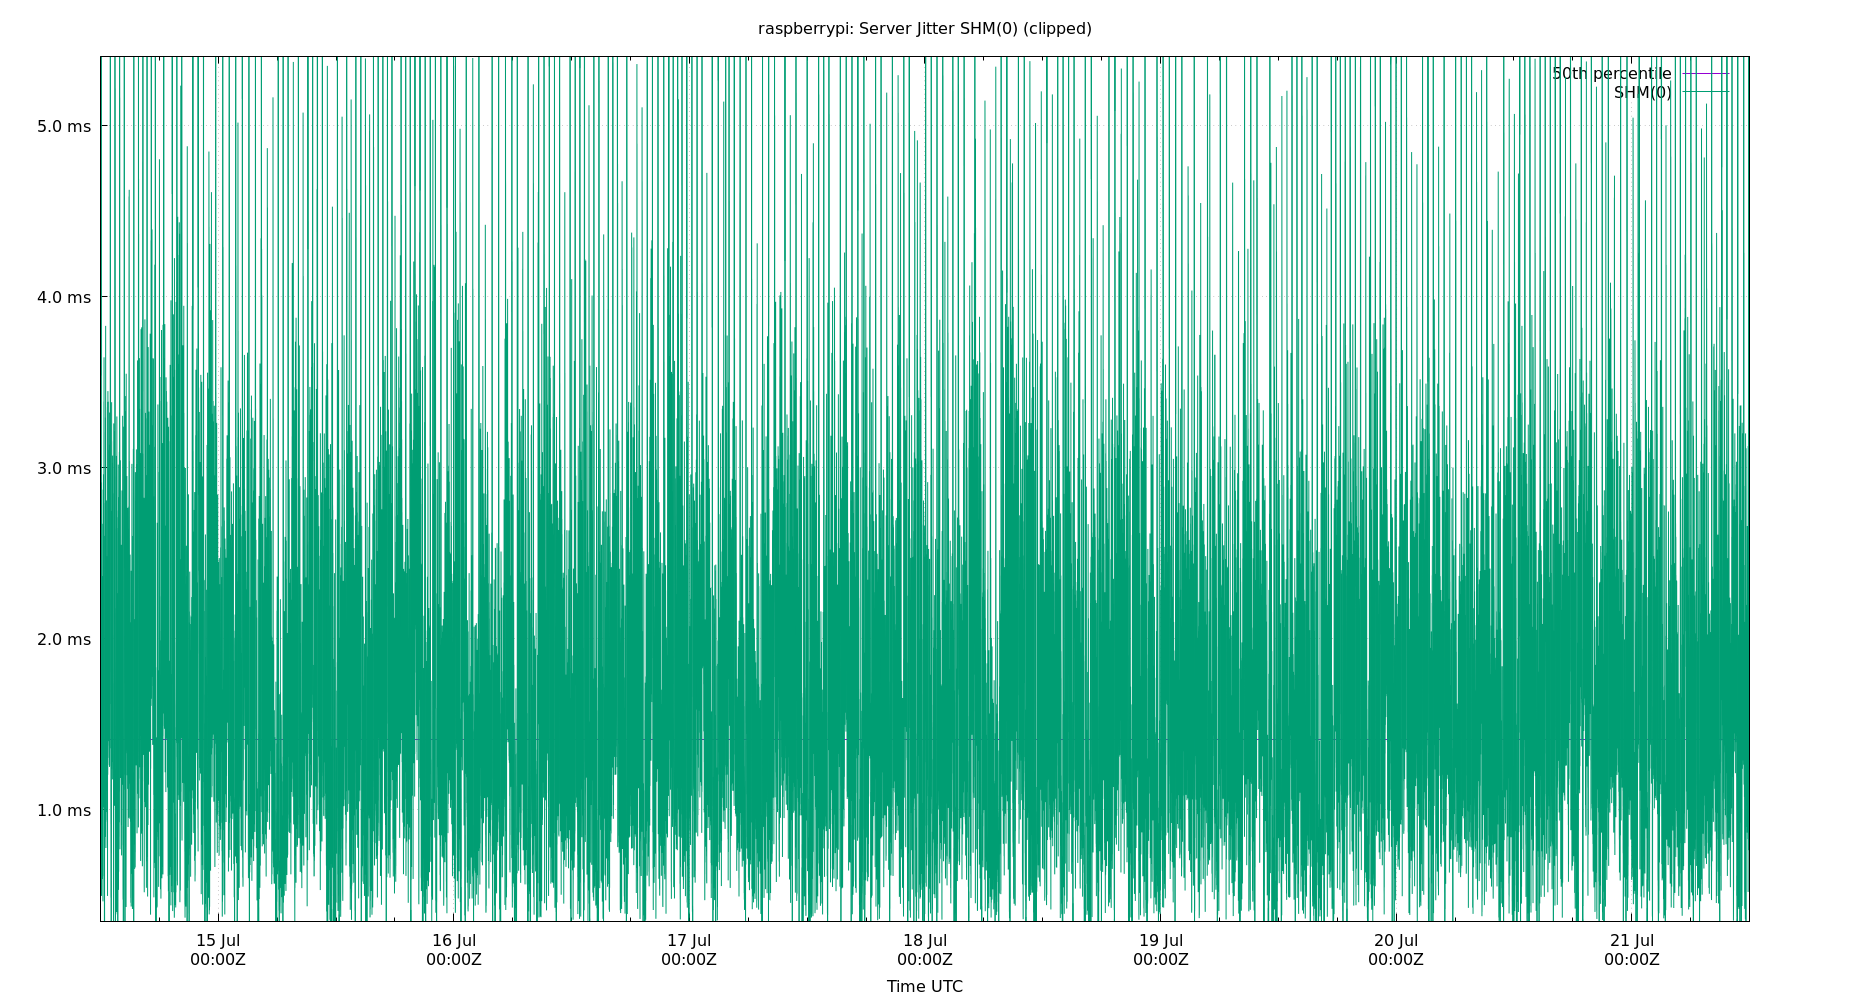 raspberrypi: Server Jitter SHM(0) (clipped)
50th percentile
SHM(0)
5.0 ms
4.0 ms
3.0 ms
2.0 ms
1.0 ms
15 Jul 16 Jul 17 Jul 18 Jul 19 Jul 20 Jul 21 Jul
00:00Z 00:00Z 00:00Z 00:00Z 00:00Z 00:00Z 00:00Z
Time UTC